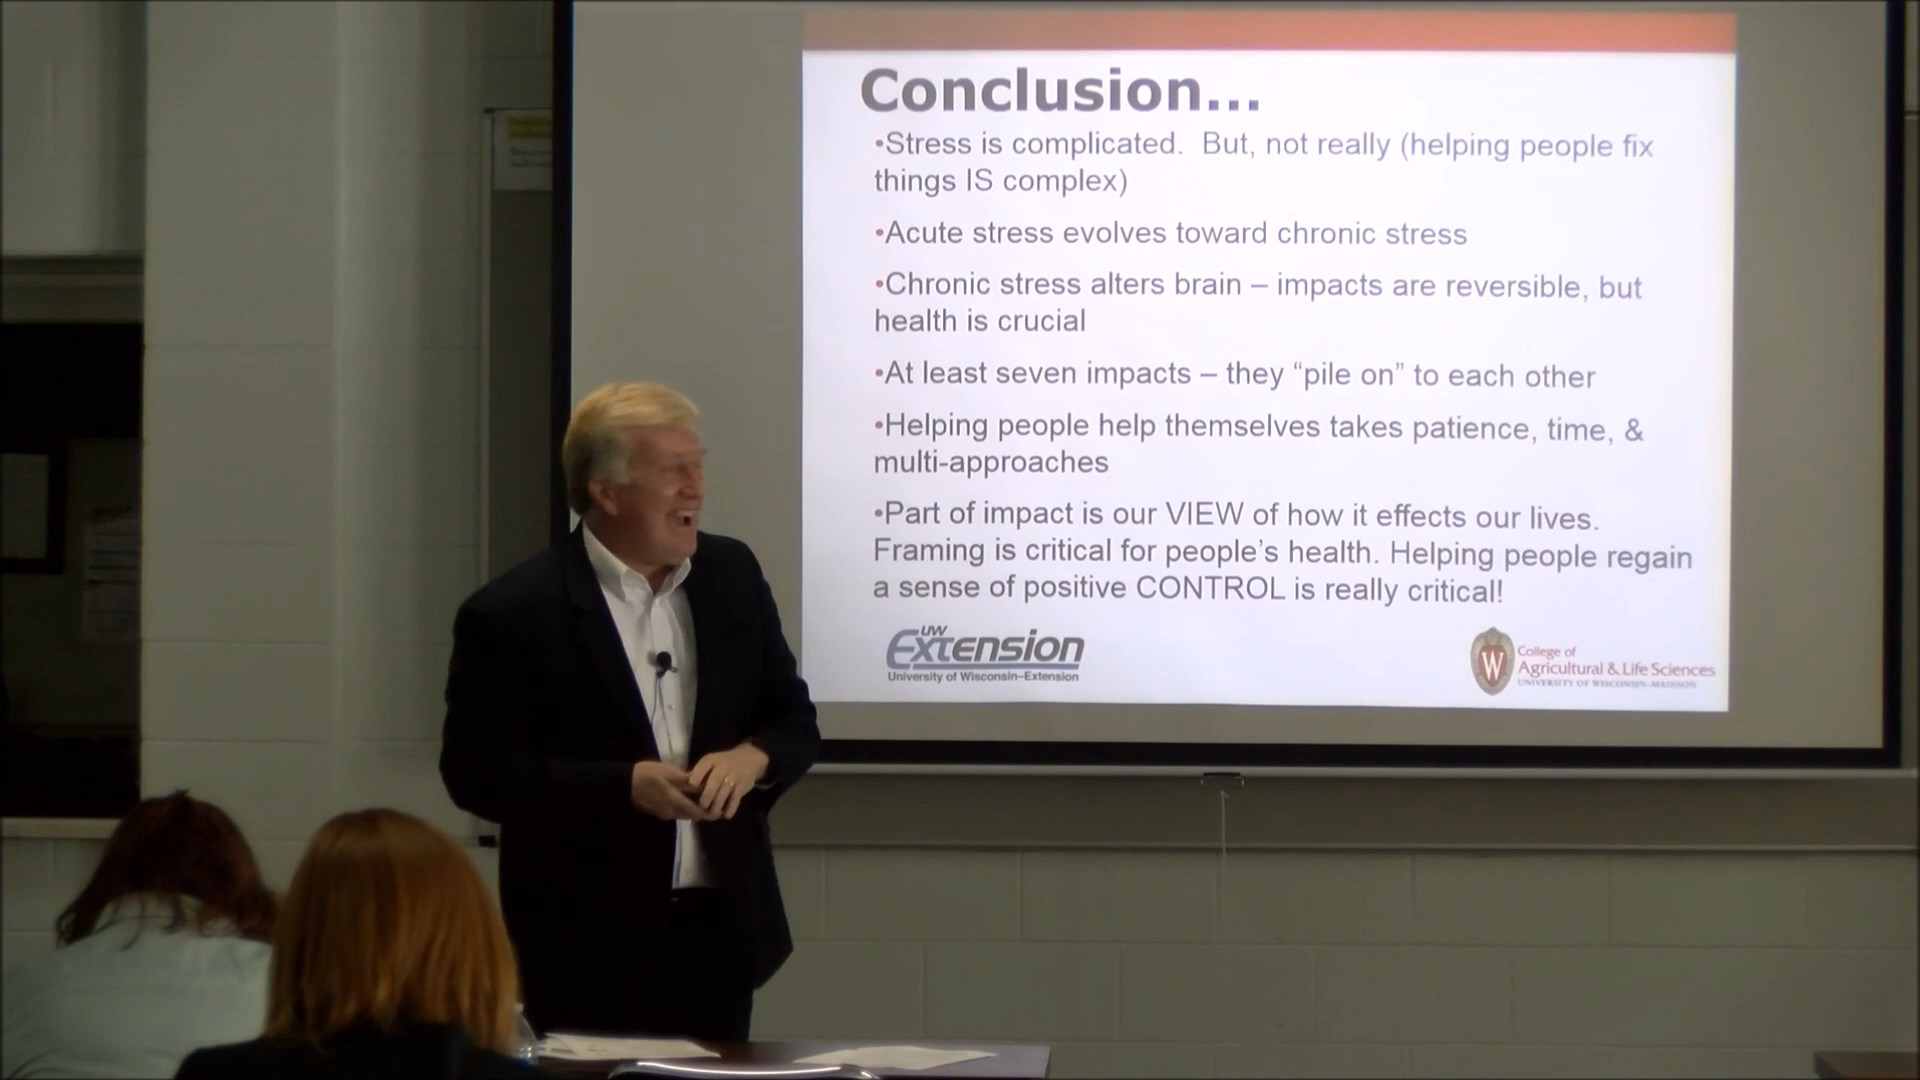 Conclusion...
•Stress is complicated.  But, not really (helping people fix
things IS complex)
•Acute stress evolves toward chronic stress
•Chronic stress alters brain – impacts are reversible, but
health is crucial
•At least seven impacts – they “pile on” to each other
•Helping people help themselves takes patience, time, &
multi-approaches
•Part of impact is our VIEW of how it effects our lives.
Framing is critical for people’s health. Helping people regain
a sense of positive CONTROL is really critical!
UW
Extension
University of Wisconsin–Extension
W
College of
Agricultural & Life Sciences
UNIVERSITY OF WISCONSIN-MADISON